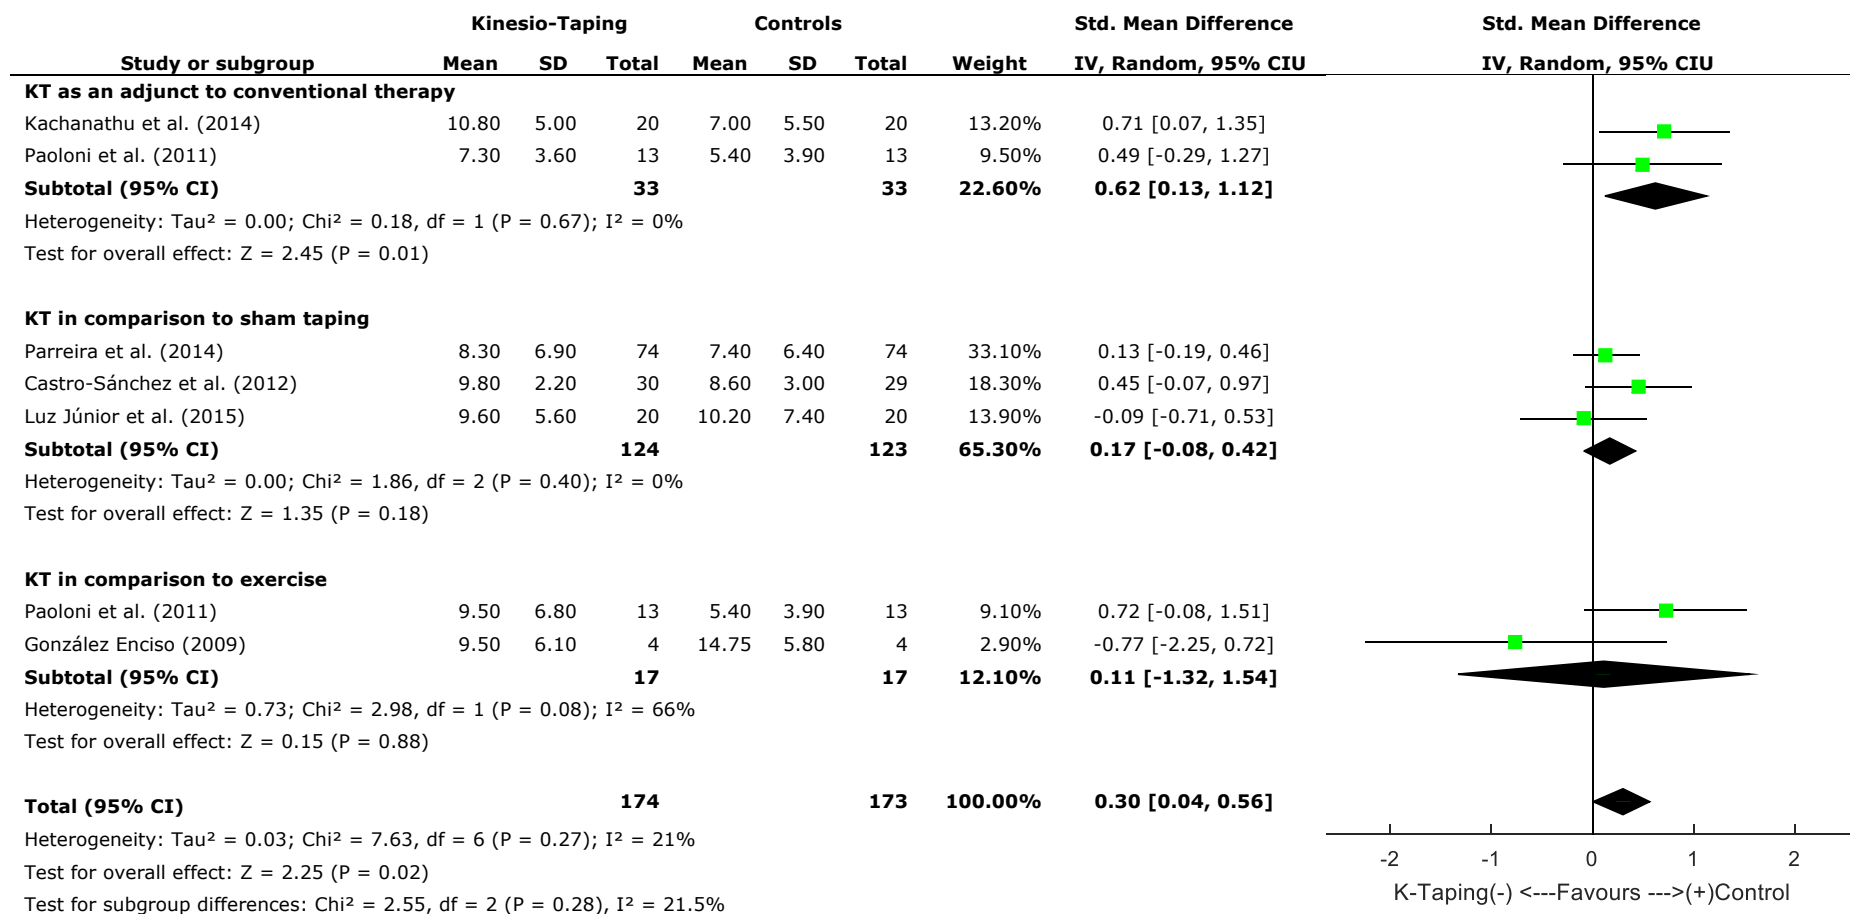 Kinesio-Taping Controls Std. Mean Difference Std. Mean Difference
Study or subgroup Mean SD Total Mean SD Total Weight IV, Random, 95% CIU IV, Random, 95% CIU
KT as an adjunct to conventional therapy
Kachanathu et al. (2014) 10.80 5.00 20 7.00 5.50 20 13.20% 0.71 [0.07, 1.35]
Paoloni et al. (2011) 7.30 3.60 13 5.40 3.90 13 9.50% 0.49 [-0.29, 1.27]
Subtotal (95% CI) 33 33 22.60% 0.62 [0.13, 1.12]
Heterogeneity: Tau² = 0.00; Chi² = 0.18, df = 1 (P = 0.67); I² = 0%
Test for overall effect: Z = 2.45 (P = 0.01)
KT in comparison to sham taping
Parreira et al. (2014) 8.30 6.90 74 7.40 6.40 74 33.10% 0.13 [-0.19, 0.46]
Castro-Sánchez et al. (2012) 9.80 2.20 30 8.60 3.00 29 18.30% 0.45 [-0.07, 0.97]
Luz Júnior et al. (2015) 9.60 5.60 20 10.20 7.40 20 13.90% -0.09 [-0.71, 0.53]
Subtotal (95% CI) 124 123 65.30% 0.17 [-0.08, 0.42]
Heterogeneity: Tau² = 0.00; Chi² = 1.86, df = 2 (P = 0.40); I² = 0%
Test for overall effect: Z = 1.35 (P = 0.18)
KT in comparison to exercise
Paoloni et al. (2011) 9.50 6.80 13 5.40 3.90 13 9.10% 0.72 [-0.08, 1.51]
González Enciso (2009) 9.50 6.10 4 14.75 5.80 4 2.90% -0.77 [-2.25, 0.72]
Subtotal (95% CI) 17 17 12.10% 0.11 [-1.32, 1.54]
Heterogeneity: Tau² = 0.73; Chi² = 2.98, df = 1 (P = 0.08); I² = 66%
Test for overall effect: Z = 0.15 (P = 0.88)
Total (95% CI) 174 173 100.00% 0.30 [0.04, 0.56]
Heterogeneity: Tau² = 0.03; Chi² = 7.63, df = 6 (P = 0.27); I² = 21%
Test for overall effect: Z = 2.25 (P = 0.02)
Test for subgroup differences: Chi² = 2.55, df = 2 (P = 0.28), I² = 21.5%
-2 -1 0 1 2
K-Taping(-) <---Favours --->(+)Control